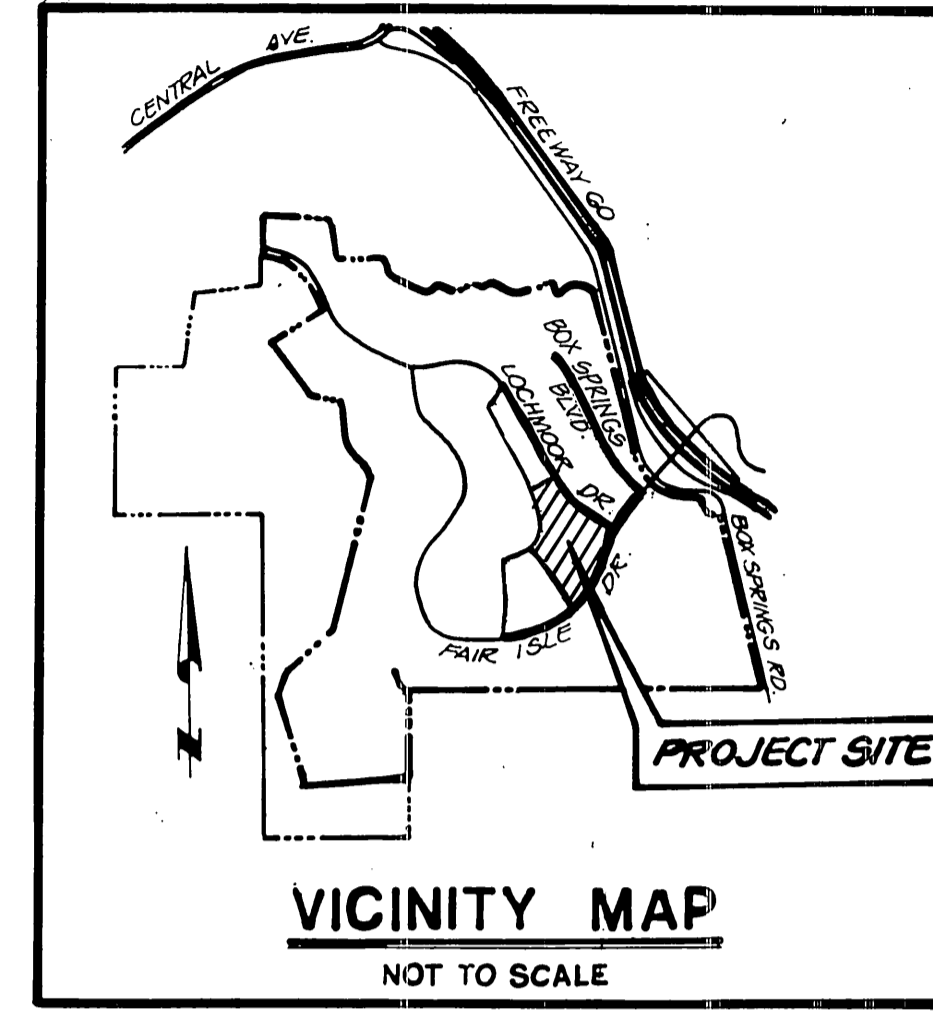 CENTRAL AVE.
FREEWAY 60
BOX SPRINGS
BLVD.
LOCHMOOR DR.
FAIR ISLE DR.
BOX SPRINGS RD.
N
PROJECT SITE
VICINITY MAP
NOT TO SCALE